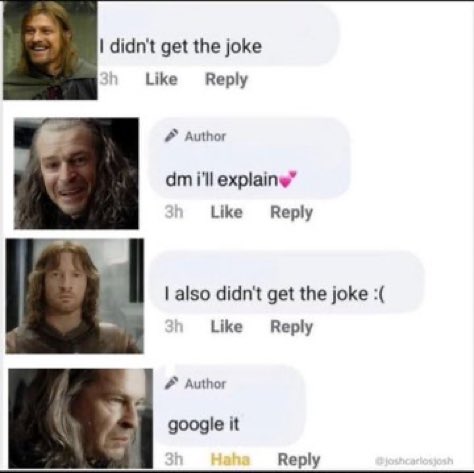 I didn't get the joke
3h Like Reply
Author
dm i'll explain💕
3h Like Reply
I also didn't get the joke :(
3h Like Reply
Author
google it
3h Haha Reply
@joshcarlosjosh